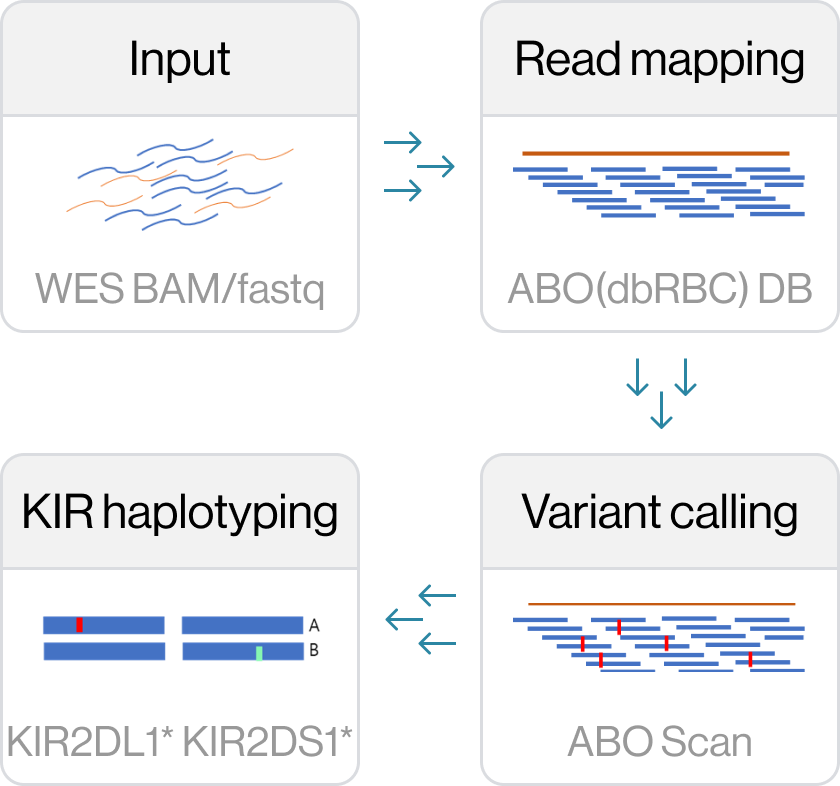 Input
WES BAM/fastq
Read mapping
ABO(dbRBC) DB
Variant calling
ABO Scan
KIR haplotyping
A
B
KIR2DL1* KIR2DS1*